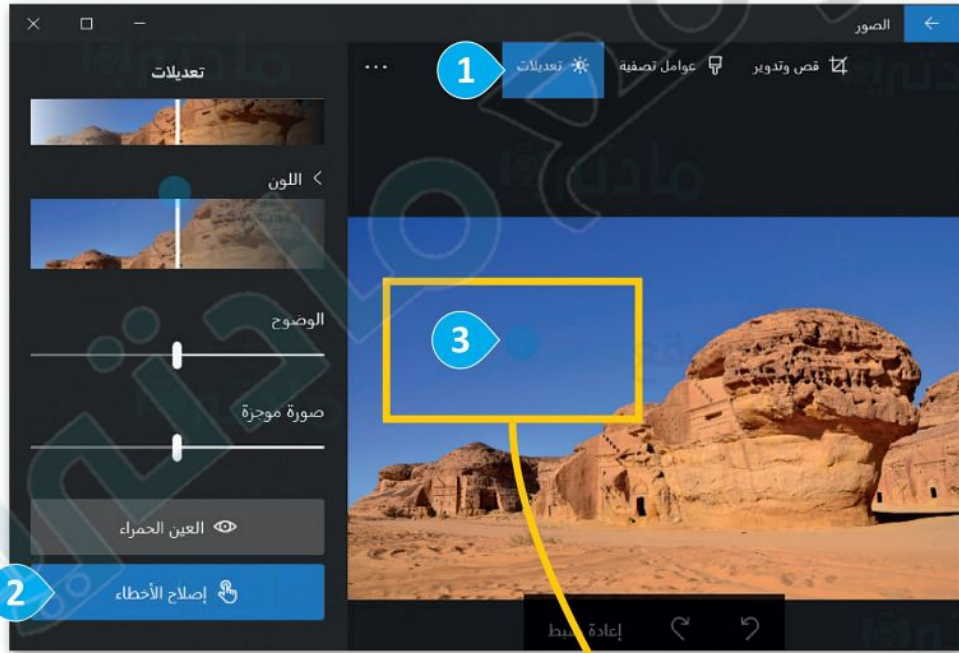 الصور
قص وتدوير
عوامل تصفية
تعديلات
...
1
تعديلات
اللون
الوضوح
صورة موجزة
العين الحمراء
إصلاح الأخطاء
2
3
إعادة ضبط
مادتي